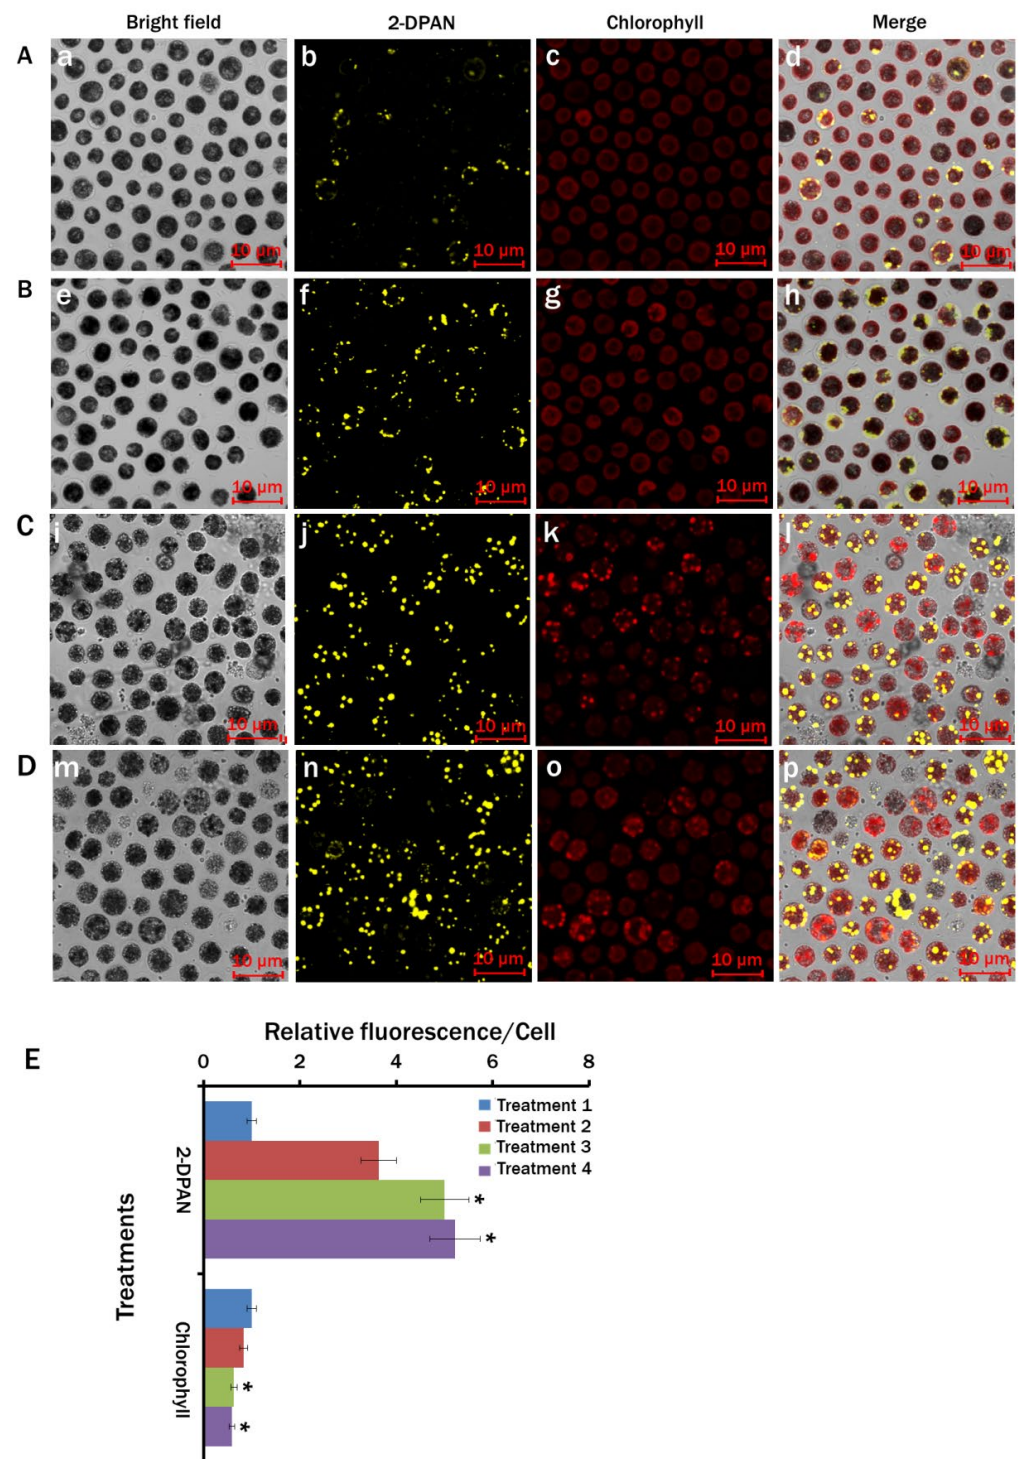 Bright field 2-DPAN Chlorophyll Merge
A a b c d
10 µm 10 µm 10 µm 10 µm
B e f g h
10 µm 10 µm 10 µm 10 µm
C i j k l
10 µm 10 µm 10 µm 10 µm
D m n o p
10 µm 10 µm 10 µm 10 µm
E
Relative fluorescence/Cell
0 2 4 6 8
Treatment 1
Treatment 2
Treatment 3
Treatment 4
2-DPAN
*
*
Treatments
Chlorophyll
*
*